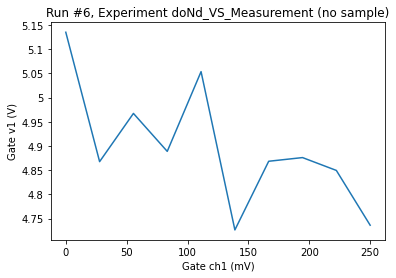 Run #6, Experiment doNd_VS_Measurement (no sample)
5.15
5.1
5.05
5
4.95
4.9
4.85
4.8
4.75
Gate v1 (V)
0 50 100 150 200 250
Gate ch1 (mV)